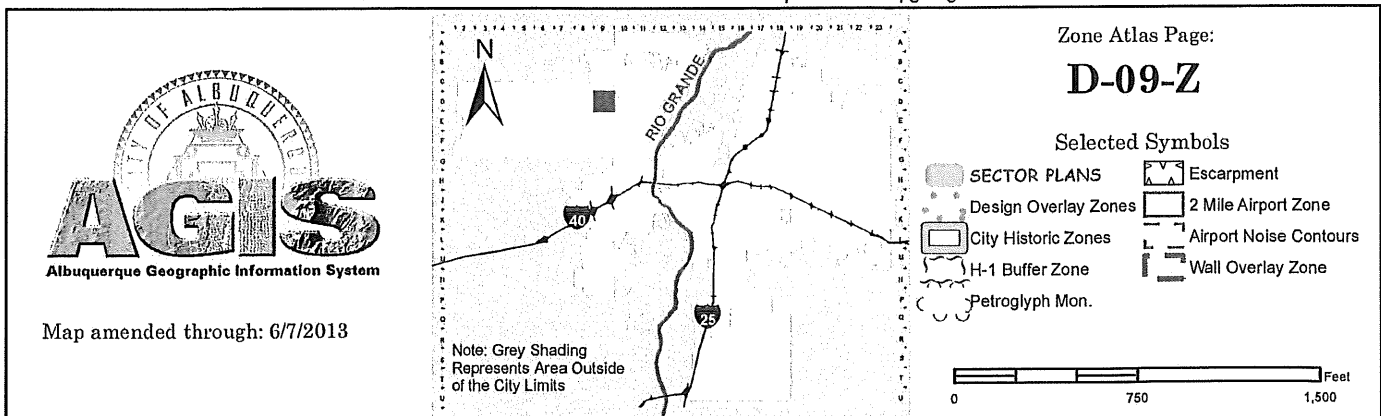 CITY OF ALBUQUERQUE
AGIS
Albuquerque Geographic Information System
Map amended through: 6/7/2013
N
RIO GRANDE
40
25
Note: Grey Shading
Represents Area Outside
of the City Limits
Zone Atlas Page:
D-09-Z
Selected Symbols
SECTOR PLANS
Design Overlay Zones
City Historic Zones
H-1 Buffer Zone
Petroglyph Mon.
Escarpment
2 Mile Airport Zone
Airport Noise Contours
Wall Overlay Zone
Feet
0 750 1,500